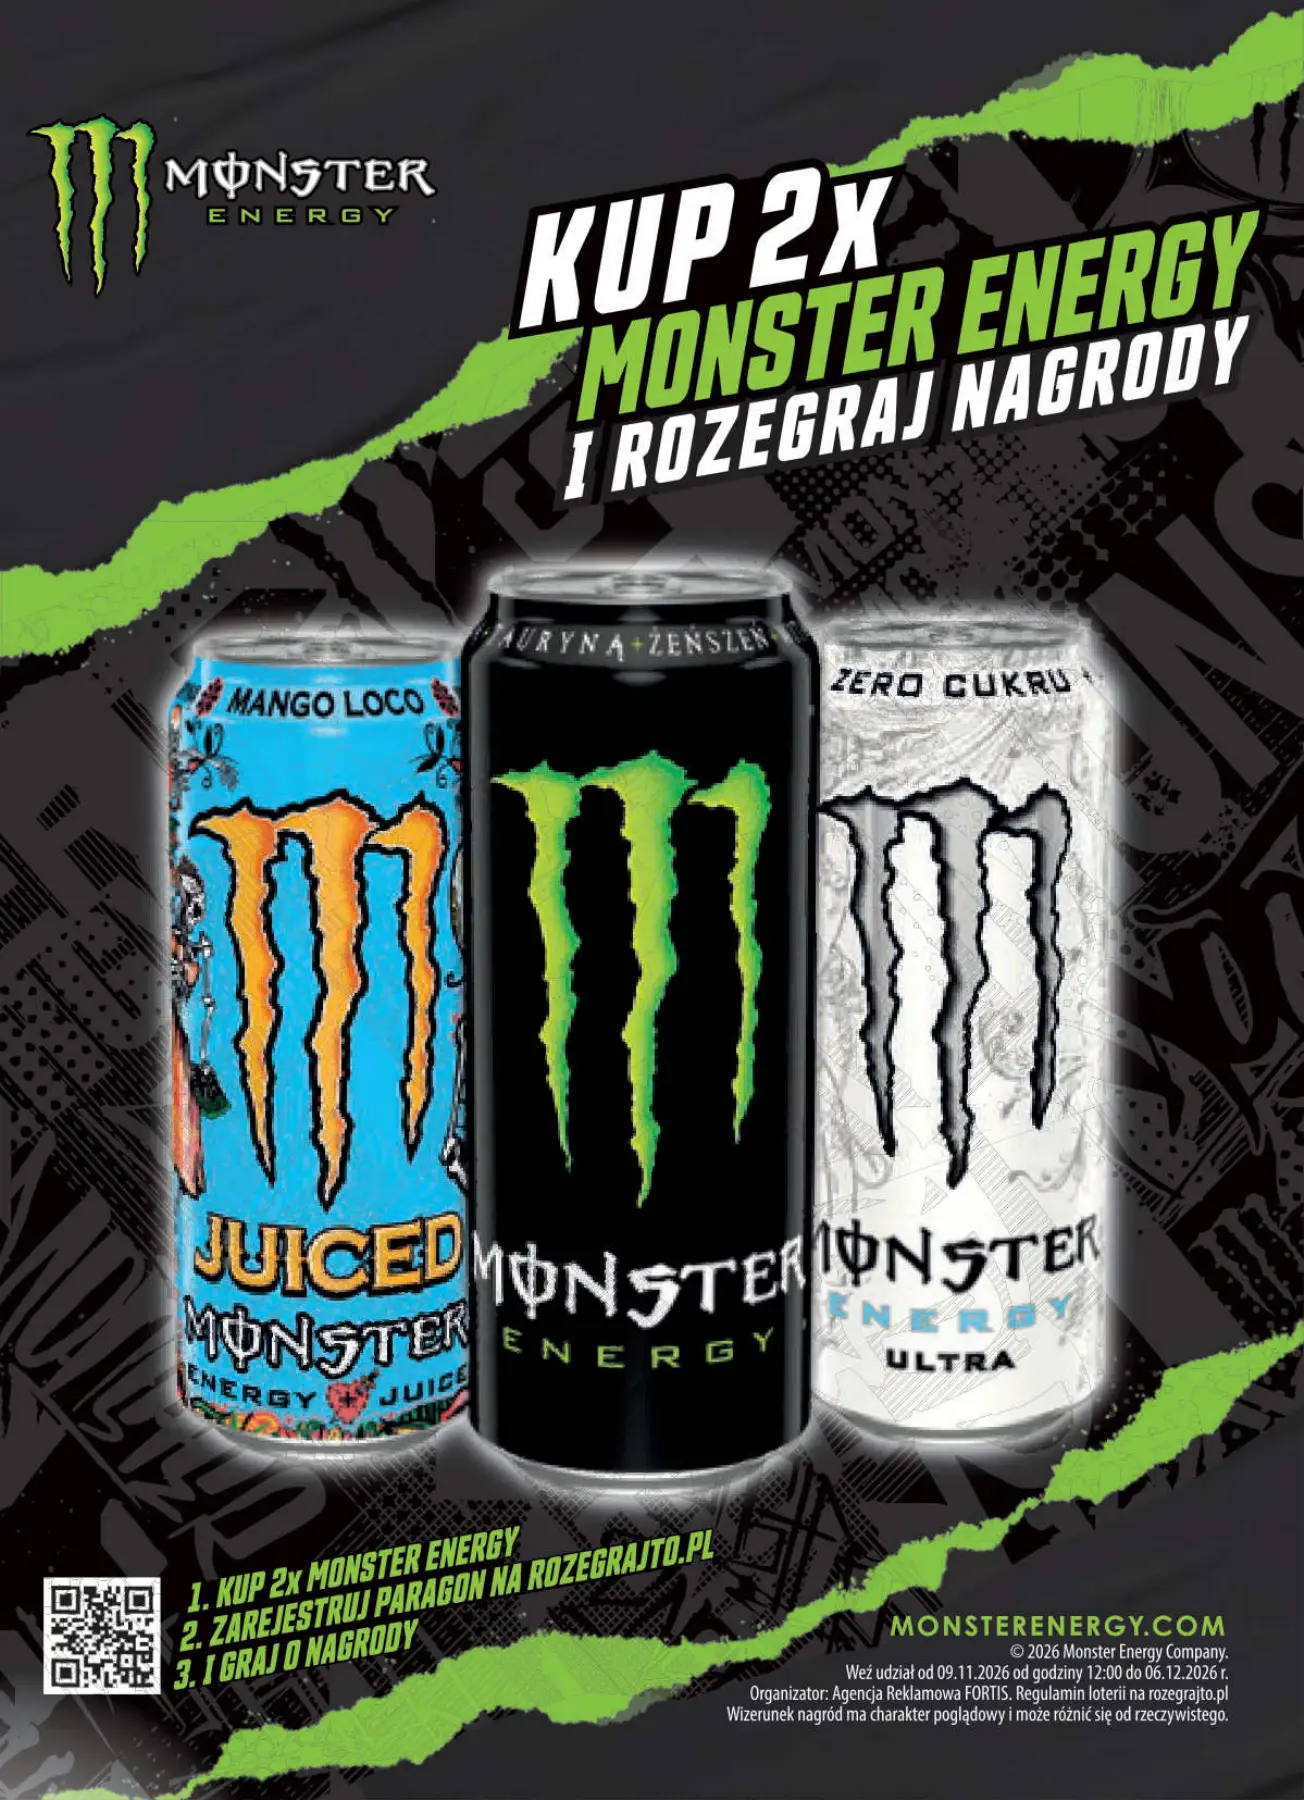 MONSTER
ENERGY
KUP 2x
MONSTER ENERGY
I ROZEGRAJ NAGRODY
MANGO LOCO
JUICED
MONSTER
ENERGY + JUICE
TAURYNA + ŻEŃSZEŃ
MONSTER
ENERGY
ZERO CUKRU
MONSTER
ENERGY
ULTRA
1. KUP 2x MONSTER ENERGY
2. ZAREJESTRUJ PARAGON NA ROZEGRAJTO.PL
3. I GRAJ O NAGRODY
MONSTERENERGY.COM
© 2026 Monster Energy Company.
Weź udział od 09.11.2026 od godziny 12:00 do 06.12.2026 r.
Organizator: Agencja Reklamowa FORTIS. Regulamin loterii na rozegrajto.pl
Wizerunek nagród ma charakter poglądowy i może różnić się od rzeczywistego.